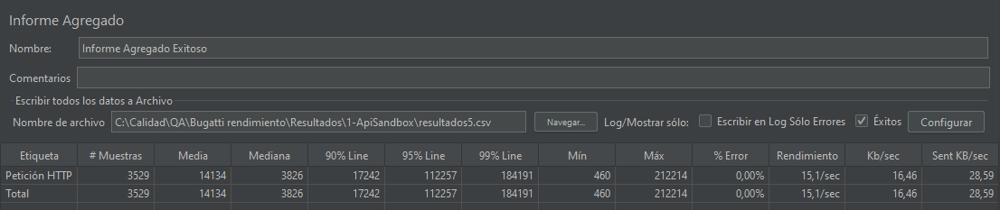 Informe Agregado
Nombre: Informe Agregado Exitoso
Comentarios
Escribir todos los datos a Archivo
Nombre de archivo C:\Calidad\QA\Bugatti rendimiento\Resultados\1-ApiSandbox\resultados5.csv Navegar... Log/Mostrar sólo: Escribir en Log Sólo Errores Éxitos Configurar
Etiqueta # Muestras Media Mediana 90% Line 95% Line 99% Line Mín Máx % Error Rendimiento Kb/sec Sent KB/sec
Petición HTTP 3529 14134 3826 17242 112257 184191 460 212214 0,00% 15,1/sec 16,46 28,59
Total 3529 14134 3826 17242 112257 184191 460 212214 0,00% 15,1/sec 16,46 28,59